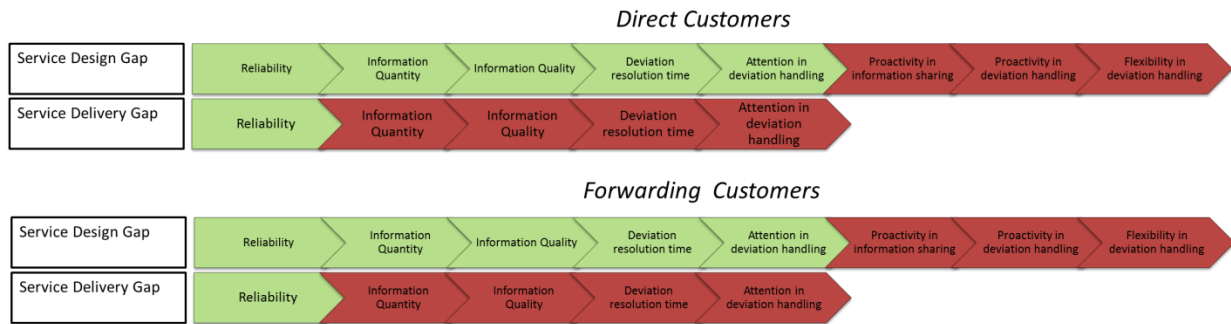 Direct Customers
Service Design Gap
Reliability
Information
Quantity
Information Quality
Deviation
resolution time
Attention in
deviation handling
Proactivity in
information sharing
Proactivity in
deviation handling
Flexibility in
deviation handling
Service Delivery Gap
Reliability
Information
Quantity
Information
Quality
Deviation
resolution time
Attention in
deviation
handling
Forwarding Customers
Service Design Gap
Reliability
Information
Quantity
Information Quality
Deviation
resolution time
Attention in
deviation handling
Proactivity in
information sharing
Proactivity in
deviation handling
Flexibility in
deviation handling
Service Delivery Gap
Reliability
Information
Quantity
Information
Quality
Deviation
resolution time
Attention in
deviation handling